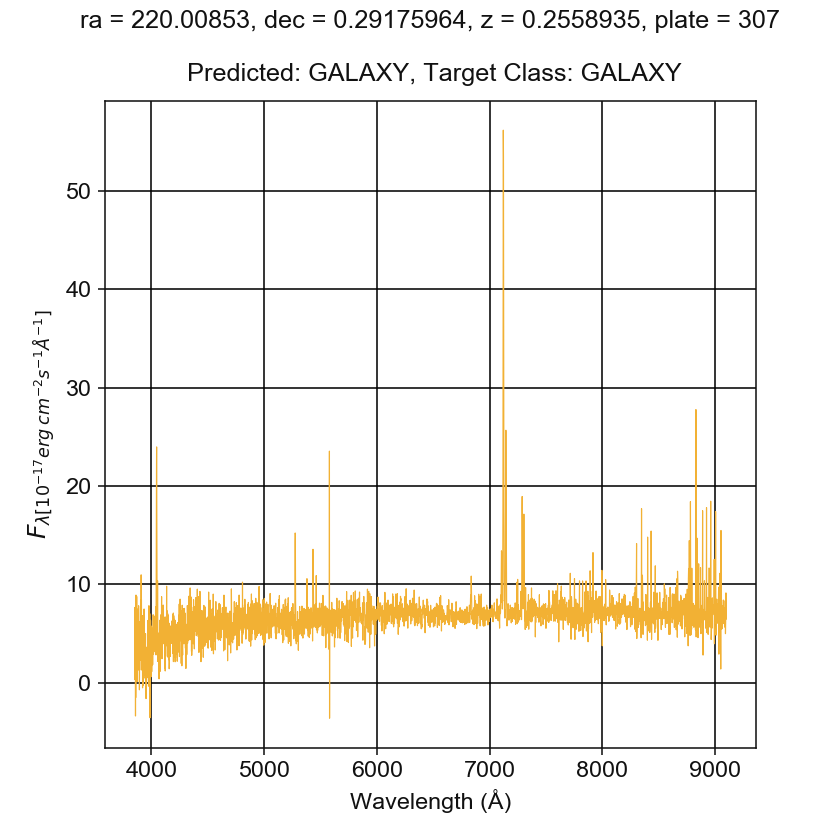 ra = 220.00853, dec = 0.29175964, z = 0.2558935, plate = 307
Predicted: GALAXY, Target Class: GALAXY
50
40
30
20
10
0
F_λ[10^{-17} erg cm^{-2} s^{-1} Å^{-1}]
4000 5000 6000 7000 8000 9000
Wavelength (Å)